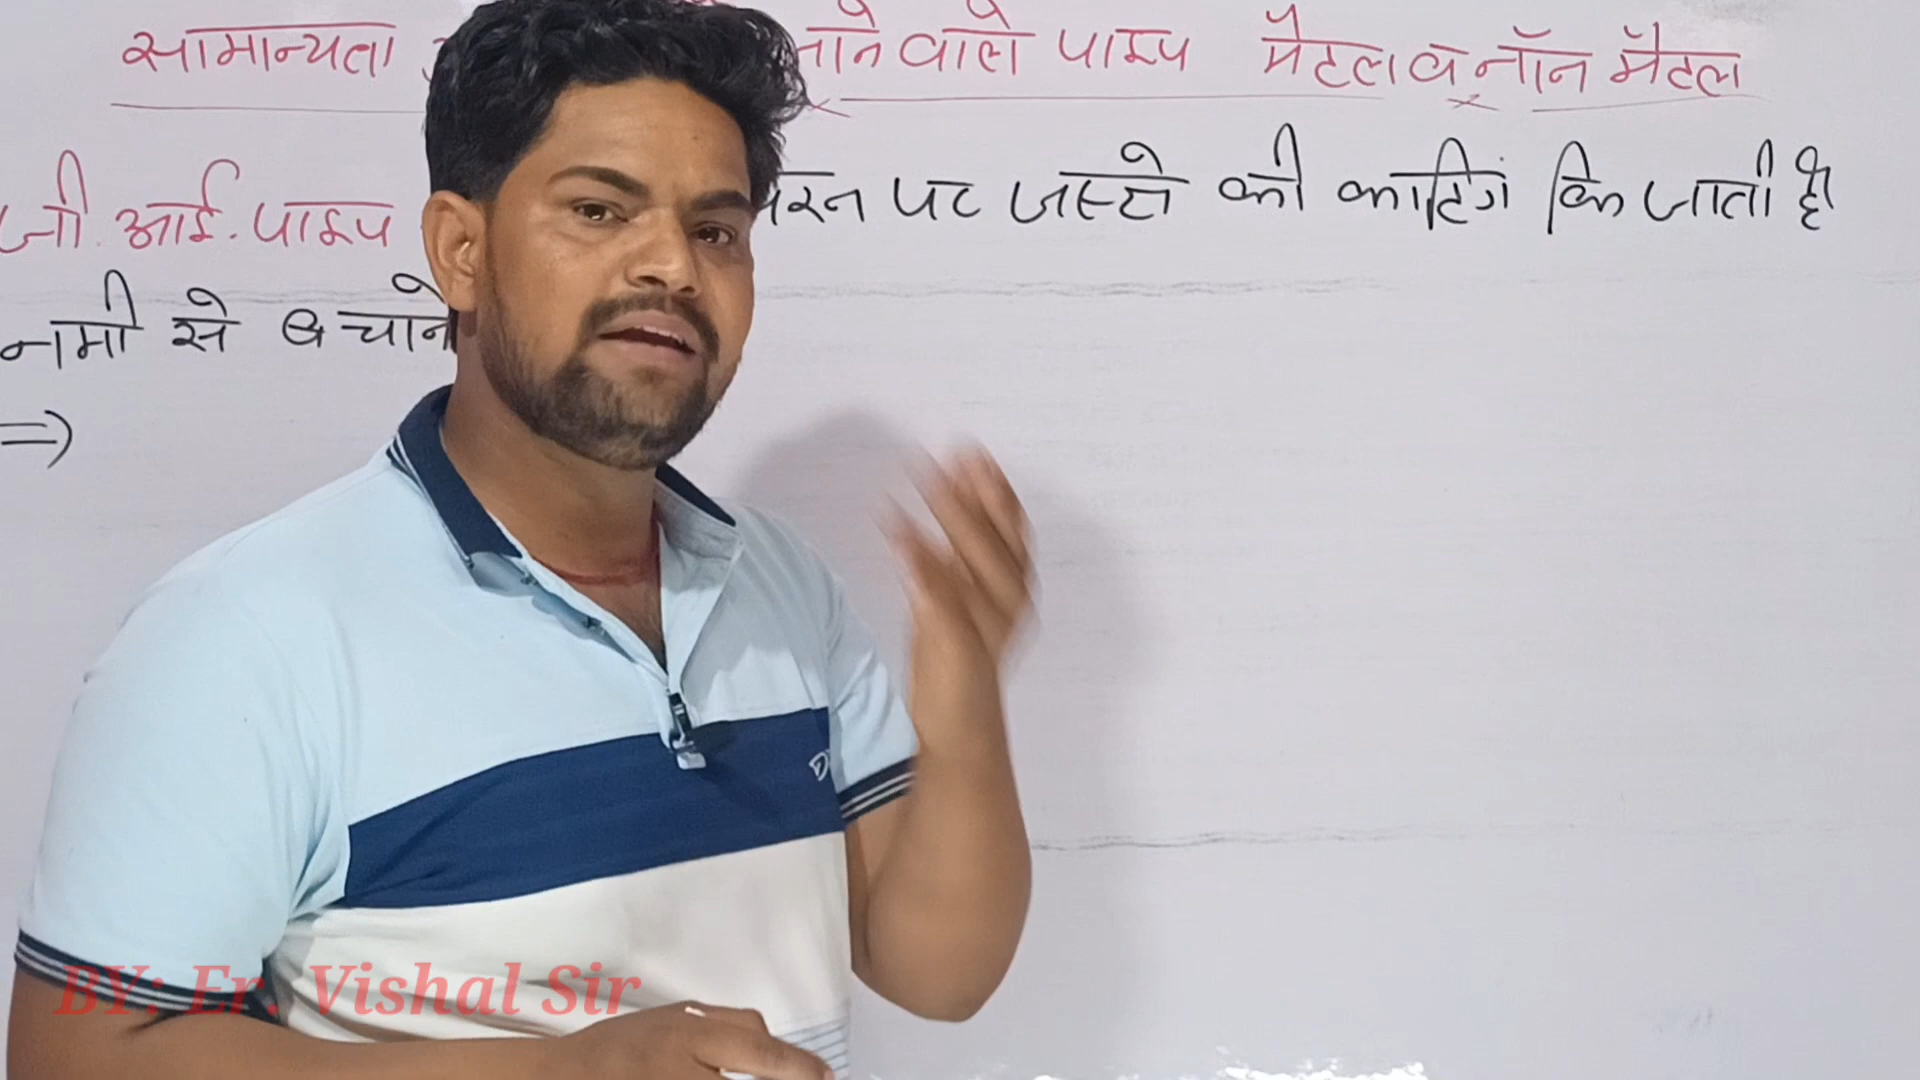 सामान्यता जाने वाले पाइप मैटल व नॉन मैटल
जी. आई. पाइप पर जस्ते की काटिगं कि जाती है
नमी से बचाने
=>
BY: Er. Vishal Sir